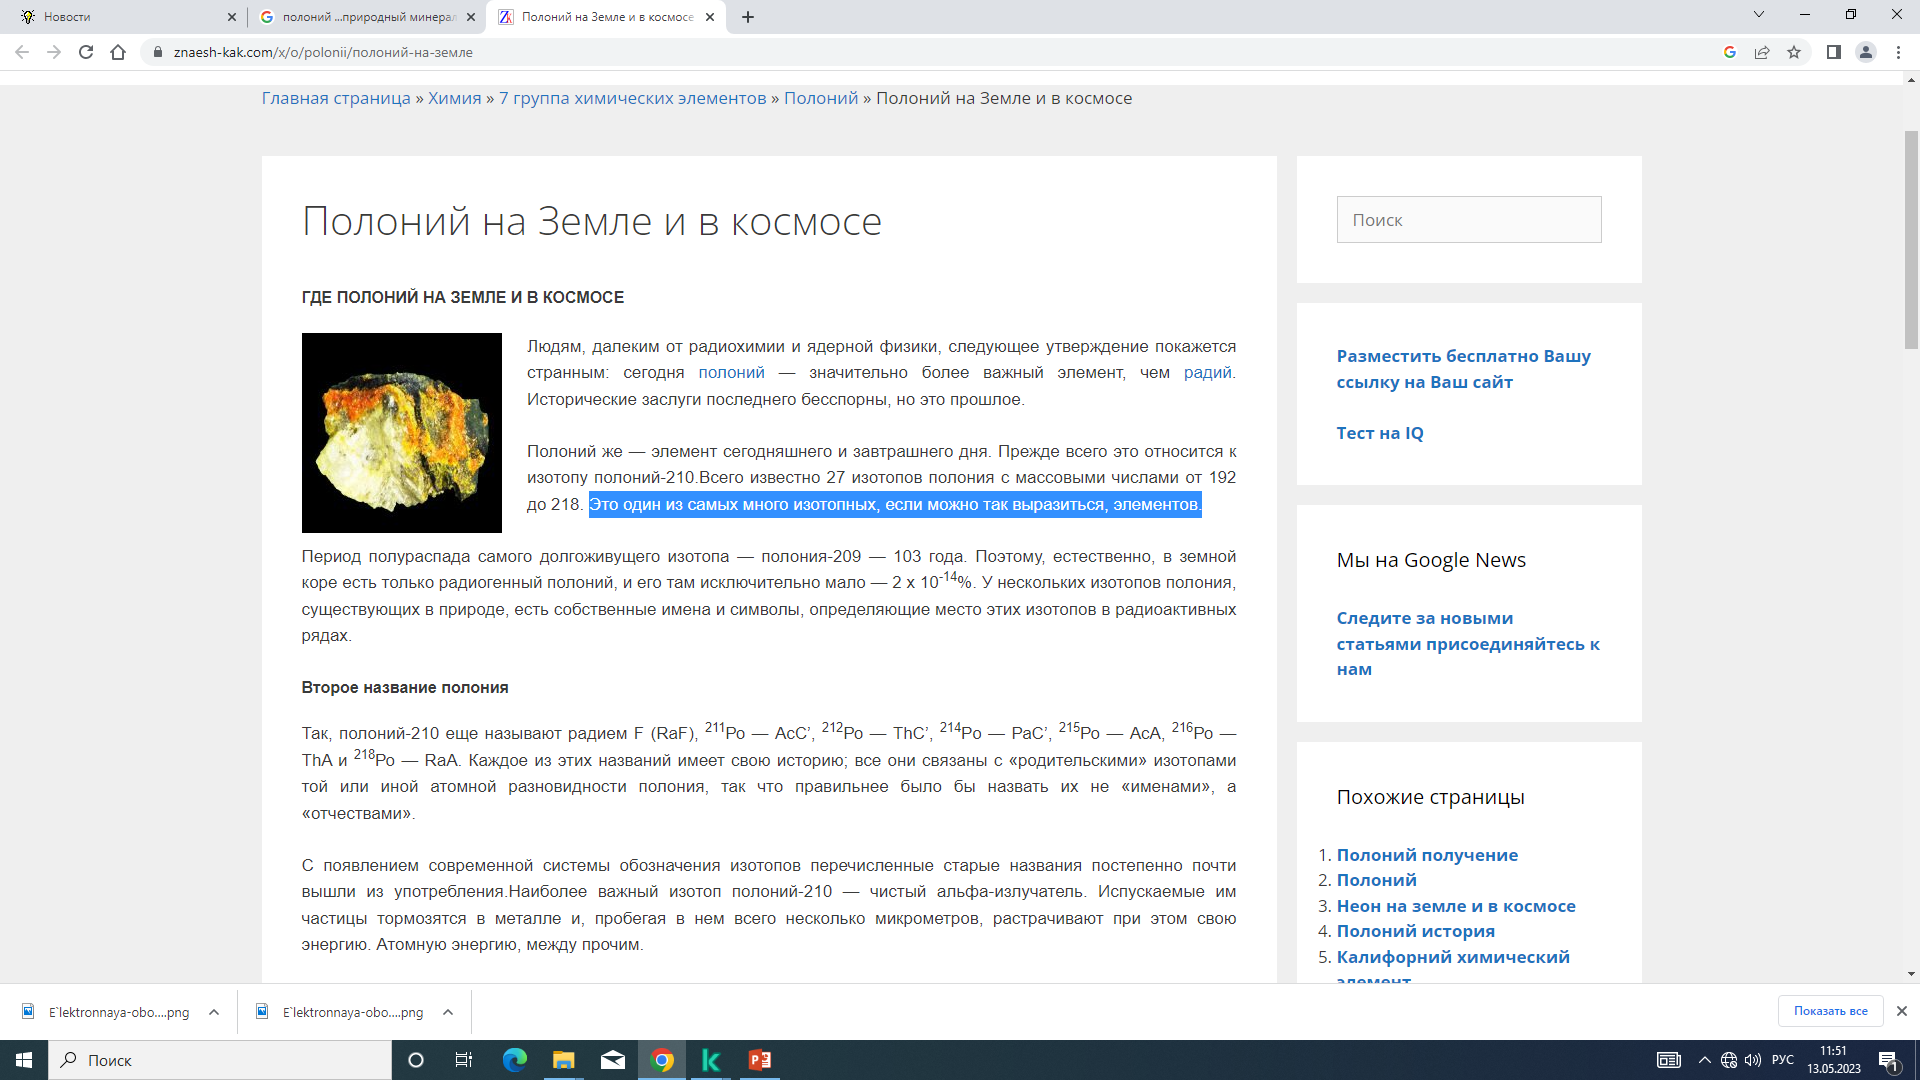 Новости
полоний ...природный минерал
Полоний на Земле и в космосе
znaesh-kak.com/x/o/polonii/полоний-на-земле
Главная страница » Химия » 7 группа химических элементов » Полоний » Полоний на Земле и в космосе
Полоний на Земле и в космосе
ГДЕ ПОЛОНИЙ НА ЗЕМЛЕ И В КОСМОСЕ
Людям, далеким от радиохимии и ядерной физики, следующее утверждение покажется
странным: сегодня полоний — значительно более важный элемент, чем радий.
Исторические заслуги последнего бесспорны, но это прошлое.
Полоний же — элемент сегодняшнего и завтрашнего дня. Прежде всего это относится к
изотопу полоний-210.Всего известно 27 изотопов полония с массовыми числами от 192
до 218. Это один из самых много изотопных, если можно так выразиться, элементов.
Период полураспада самого долгоживущего изотопа — полония-209 — 103 года. Поэтому, естественно, в земной
коре есть только радиогенный полоний, и его там исключительно мало — 2 х 10-14%. У нескольких изотопов полония,
существующих в природе, есть собственные имена и символы, определяющие место этих изотопов в радиоактивных
рядах.
Второе название полония
Так, полоний-210 еще называют радием F (RaF), 211Po — AcC’, 212Po — ThC’, 214Po — PaC’, 215Po — AcA, 216Po —
ThA и 218Po — RaA. Каждое из этих названий имеет свою историю; все они связаны с «родительскими» изотопами
той или иной атомной разновидности полония, так что правильнее было бы назвать их не «именами», а
«отчествами».
С появлением современной системы обозначения изотопов перечисленные старые названия постепенно почти
вышли из употребления.Наиболее важный изотоп полоний-210 — чистый альфа-излучатель. Испускаемые им
частицы тормозятся в металле и, пробегая в нем всего несколько микрометров, растрачивают при этом свою
энергию. Атомную энергию, между прочим.
Поиск
Разместить бесплатно Вашу
ссылку на Ваш сайт
Тест на IQ
Мы на Google News
Следите за новыми
статьями присоединяйтесь к
нам
Похожие страницы
1. Полоний получение
2. Полоний
3. Неон на земле и в космосе
4. Полоний история
5. Калифорний химический
элемент
E`lektronnaya-obo....png
E`lektronnaya-obo....png
Показать все
Поиск
РУС
11:51
13.05.2023
1